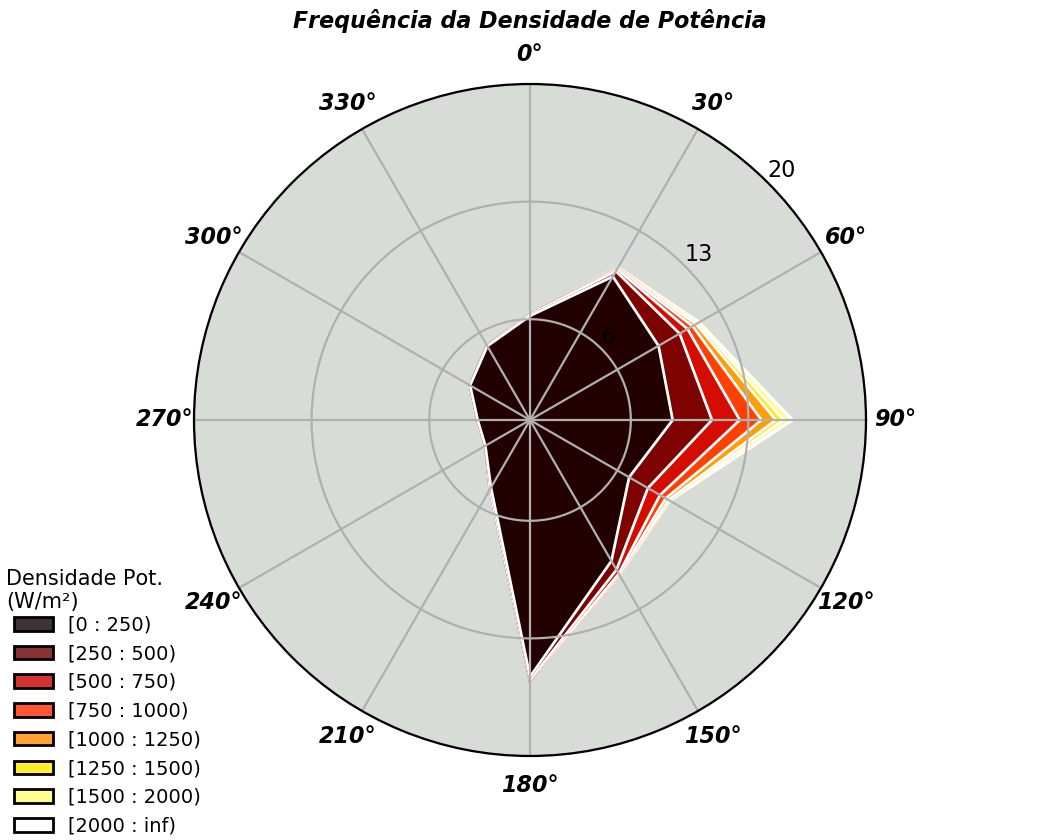 Frequência da Densidade de Potência
0°
330°
30°
20
300°
60°
13
6
270°
90°
240°
120°
210°
150°
180°
Densidade Pot.
(W/m²)
[0 : 250)
[250 : 500)
[500 : 750)
[750 : 1000)
[1000 : 1250)
[1250 : 1500)
[1500 : 2000)
[2000 : inf)